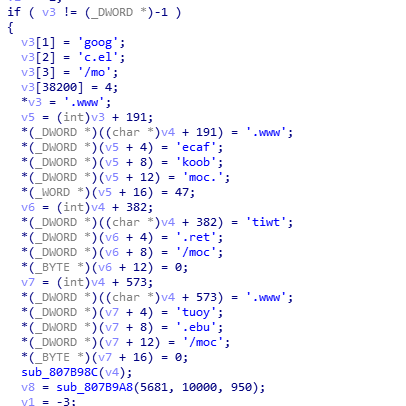 if ( v3 != (_DWORD *)-1 )
{
v3[1] = 'goog';
v3[2] = 'c.el';
v3[3] = '/mo';
v3[38200] = 4;
*v3 = '.www';
v5 = (int)v3 + 191;
*(_DWORD *)((char *)v4 + 191) = '.www';
*(_DWORD *)(v5 + 4) = 'ecaf';
*(_DWORD *)(v5 + 8) = 'koob';
*(_DWORD *)(v5 + 12) = 'moc.';
*(_WORD *)(v5 + 16) = 47;
v6 = (int)v4 + 382;
*(_DWORD *)((char *)v4 + 382) = 'tiwt';
*(_DWORD *)(v6 + 4) = '.ret';
*(_DWORD *)(v6 + 8) = '/moc';
*(_BYTE *)(v6 + 12) = 0;
v7 = (int)v4 + 573;
*(_DWORD *)((char *)v4 + 573) = '.www';
*(_DWORD *)(v7 + 4) = 'tuoy';
*(_DWORD *)(v7 + 8) = '.ebu';
*(_DWORD *)(v7 + 12) = '/moc';
*(_BYTE *)(v7 + 16) = 0;
sub_807B98C(v4);
v8 = sub_807B9A8(5681, 10000, 950);
v1 = -3;